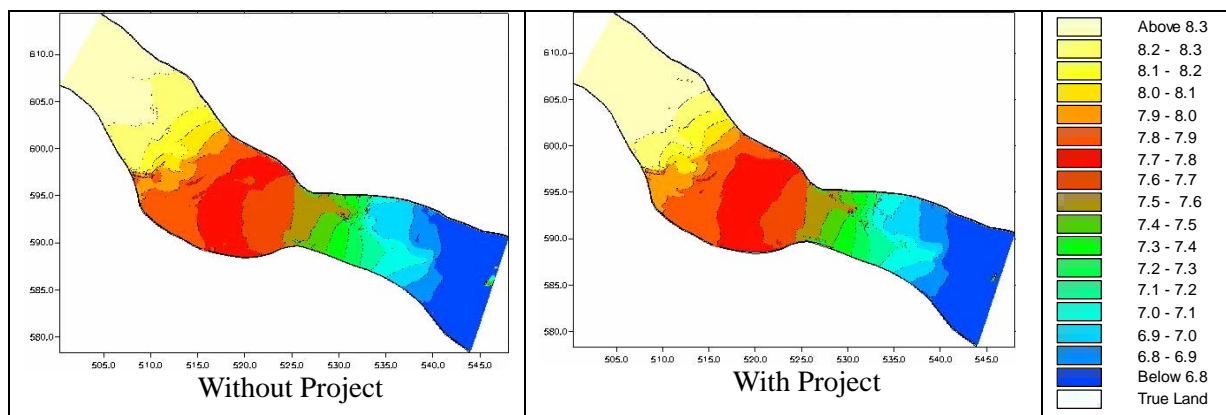 610.0
605.0
600.0
595.0
590.0
585.0
580.0
505.0 510.0 515.0 520.0 525.0 530.0 535.0 540.0 545.0
Without Project
610.0
605.0
600.0
595.0
590.0
585.0
580.0
505.0 510.0 515.0 520.0 525.0 530.0 535.0 540.0 545.0
With Project
Above 8.3
8.2 - 8.3
8.1 - 8.2
8.0 - 8.1
7.9 - 8.0
7.8 - 7.9
7.7 - 7.8
7.6 - 7.7
7.5 - 7.6
7.4 - 7.5
7.3 - 7.4
7.2 - 7.3
7.1 - 7.2
7.0 - 7.1
6.9 - 7.0
6.8 - 6.9
Below 6.8
True Land